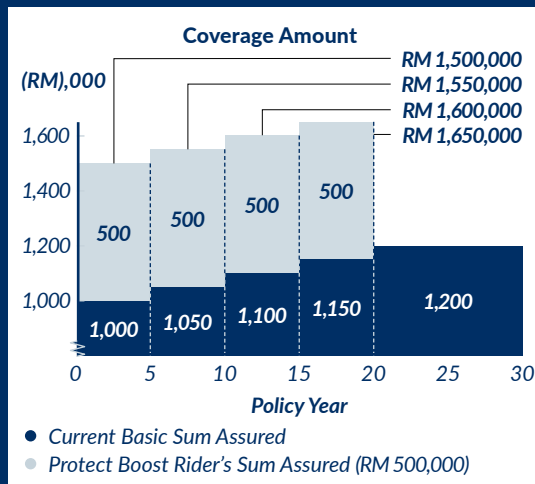 Coverage Amount
(RM),000
RM 1,500,000
RM 1,550,000
RM 1,600,000
RM 1,650,000
1,600
1,400
1,200
1,000
500
500
500
500
1,000
1,050
1,100
1,150
1,200
0 5 10 15 20 25 30
Policy Year
Current Basic Sum Assured
Protect Boost Rider's Sum Assured (RM 500,000)